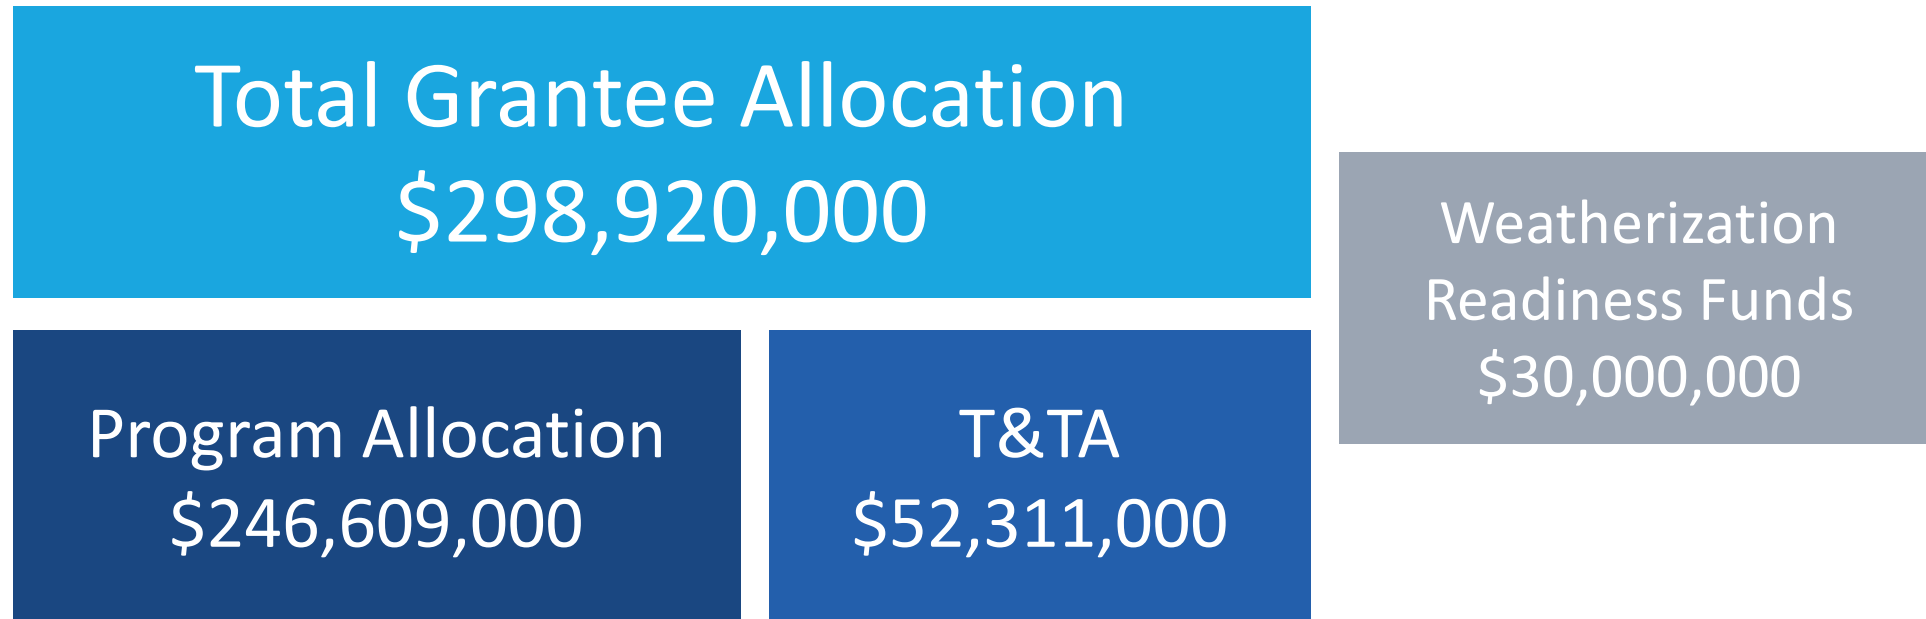 Total Grantee Allocation
$298,920,000
Weatherization
Readiness Funds
$30,000,000
Program Allocation
$246,609,000
T&TA
$52,311,000